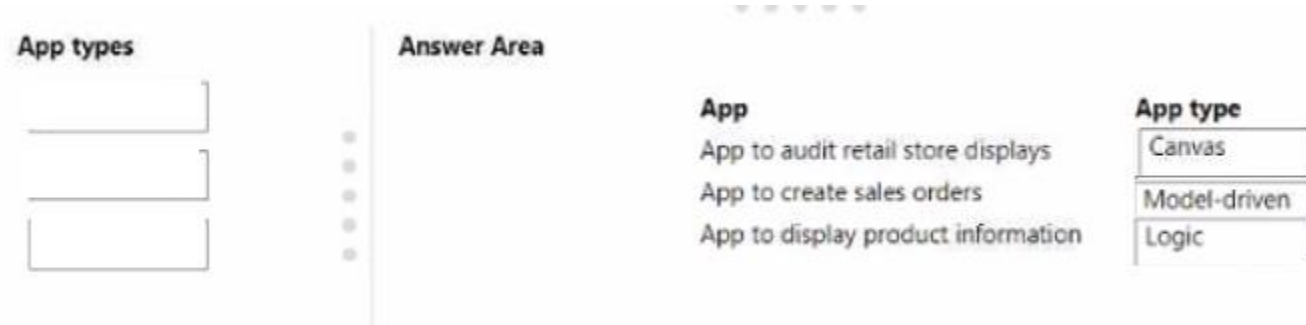 App types
Answer Area
App
App type
App to audit retail store displays
Canvas
App to create sales orders
Model-driven
App to display product information
Logic